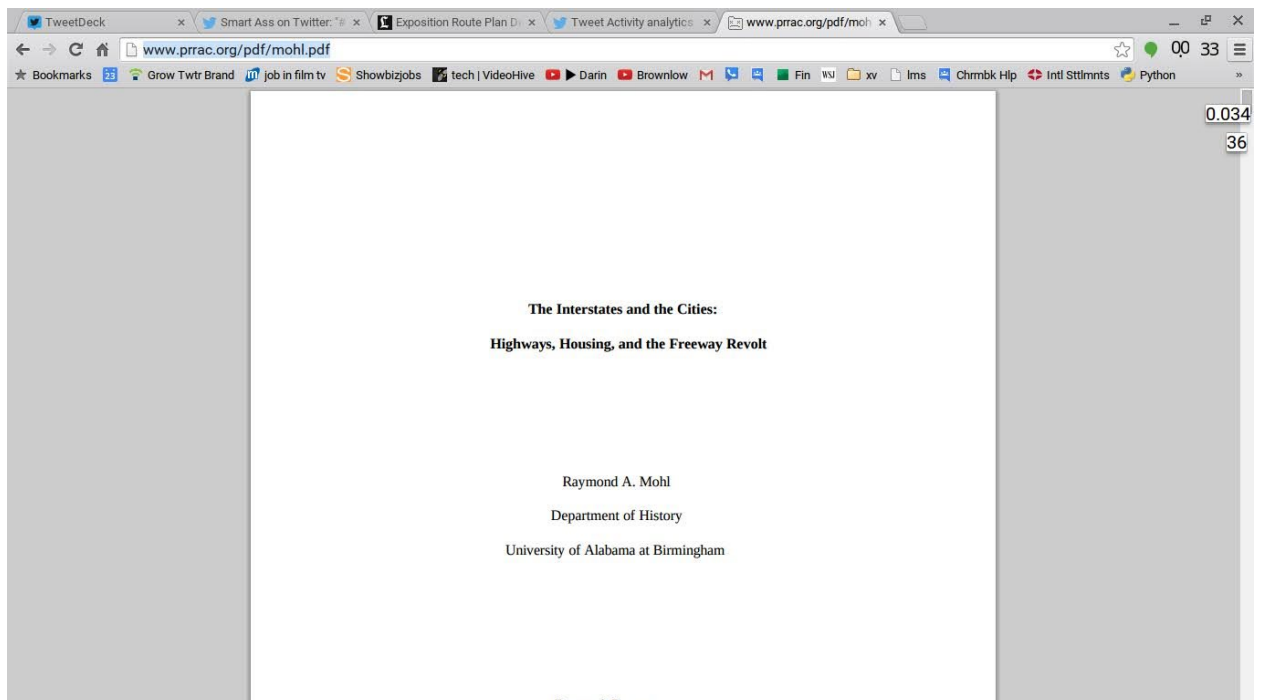 TweetDeck
Smart Ass on Twitter: "#
Exposition Route Plan D
Tweet Activity analytics
www.prrac.org/pdf/moh
www.prrac.org/pdf/mohl.pdf
00 33
Bookmarks 23 Grow Twtr Brand job in film tv Showbizjobs tech | VideoHive Darin Brownlow Fin WSJ xv Ims Chrmbk Hlp Intl Sttlmnts Python »
0.034
36
The Interstates and the Cities:
Highways, Housing, and the Freeway Revolt
Raymond A. Mohl
Department of History
University of Alabama at Birmingham